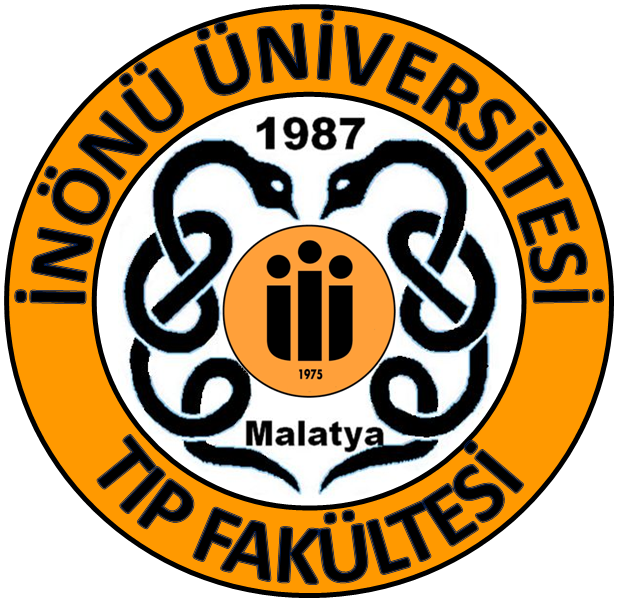 İNÖNÜ ÜNİVERSİTESİ
1987
1975
Malatya
TIP FAKÜLTESİ